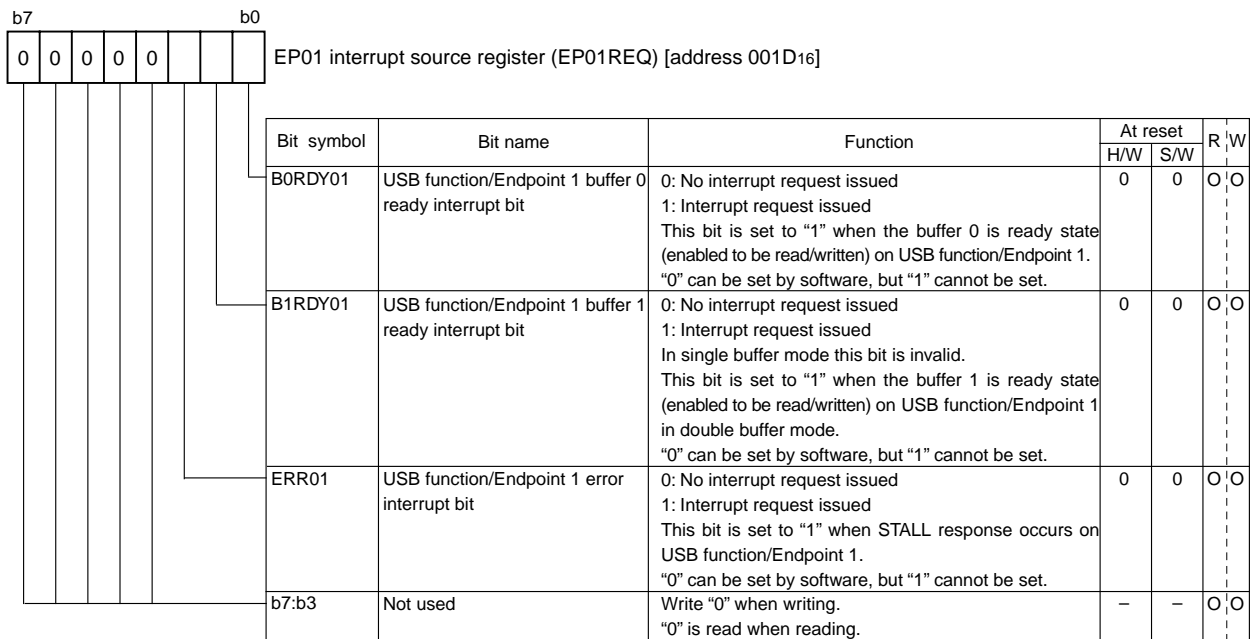 b7 b0
0 0 0 0 0 EP01 interrupt source register (EP01REQ) [address 001D16]
Bit symbol Bit name Function At reset R W
H/W S/W
B0RDY01 USB function/Endpoint 1 buffer 0 0: No interrupt request issued 0 0 O O
ready interrupt bit 1: Interrupt request issued
This bit is set to “1” when the buffer 0 is ready state
(enabled to be read/written) on USB function/Endpoint 1.
“0” can be set by software, but “1” cannot be set.
B1RDY01 USB function/Endpoint 1 buffer 1 0: No interrupt request issued 0 0 O O
ready interrupt bit 1: Interrupt request issued
In single buffer mode this bit is invalid.
This bit is set to “1” when the buffer 1 is ready state
(enabled to be read/written) on USB function/Endpoint 1
in double buffer mode.
“0” can be set by software, but “1” cannot be set.
ERR01 USB function/Endpoint 1 error 0: No interrupt request issued 0 0 O O
interrupt bit 1: Interrupt request issued
This bit is set to “1” when STALL response occurs on
USB function/Endpoint 1.
“0” can be set by software, but “1” cannot be set.
b7:b3 Not used Write “0” when writing. – – O O
“0” is read when reading.